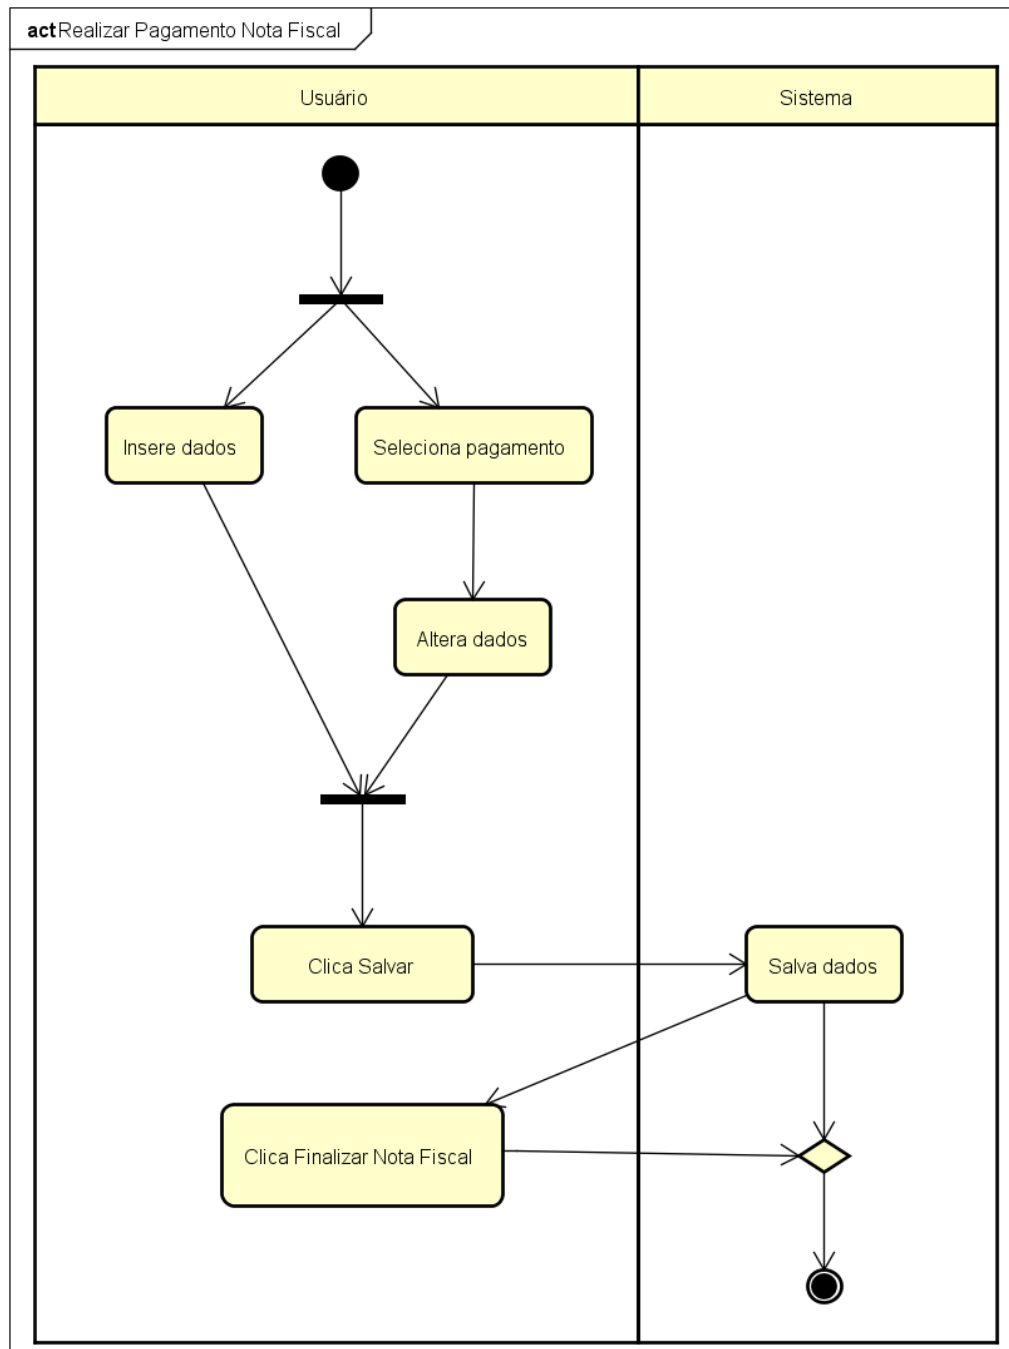 act Realizar Pagamento Nota Fiscal
Usuário
Sistema
Insere dados
Seleciona pagamento
Altera dados
Clica Salvar
Salva dados
Clica Finalizar Nota Fiscal